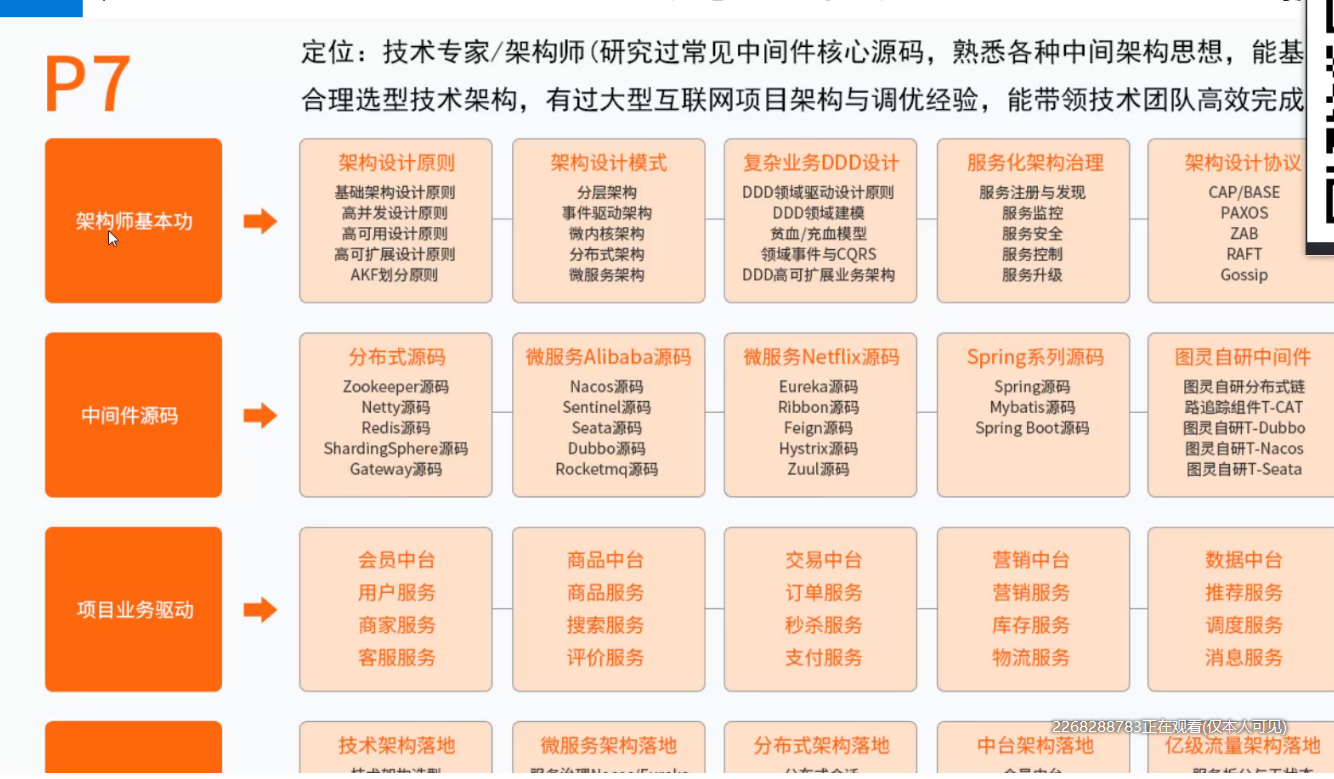 P7
定位：技术专家/架构师(研究过常见中间件核心源码，熟悉各种中间架构思想，能基
合理选型技术架构，有过大型互联网项目架构与调优经验，能带领技术团队高效完成
架构师基本功
架构设计原则
基础架构设计原则
高并发设计原则
高可用设计原则
高可扩展设计原则
AKF划分原则
架构设计模式
分层架构
事件驱动架构
微内核架构
分布式架构
微服务架构
复杂业务DDD设计
DDD领域驱动设计原则
DDD领域建模
贫血/充血模型
领域事件与CQRS
DDD高可扩展业务架构
服务化架构治理
服务注册与发现
服务监控
服务安全
服务控制
服务升级
架构设计协议
CAP/BASE
PAXOS
ZAB
RAFT
Gossip
中间件源码
分布式源码
Zookeeper源码
Netty源码
Redis源码
ShardingSphere源码
Gateway源码
微服务Alibaba源码
Nacos源码
Sentinel源码
Seata源码
Dubbo源码
Rocketmq源码
微服务Netflix源码
Eureka源码
Ribbon源码
Feign源码
Hystrix源码
Zuul源码
Spring系列源码
Spring源码
Mybatis源码
Spring Boot源码
图灵自研中间件
图灵自研分布式链
路追踪组件T-CAT
图灵自研T-Dubbo
图灵自研T-Nacos
图灵自研T-Seata
项目业务驱动
会员中台
用户服务
商家服务
客服服务
商品中台
商品服务
搜索服务
评价服务
交易中台
订单服务
秒杀服务
支付服务
营销中台
营销服务
库存服务
物流服务
数据中台
推荐服务
调度服务
消息服务
2268288783正在观看(仅本人可见)
技术架构落地
微服务架构落地
分布式架构落地
中台架构落地
亿级流量架构落地